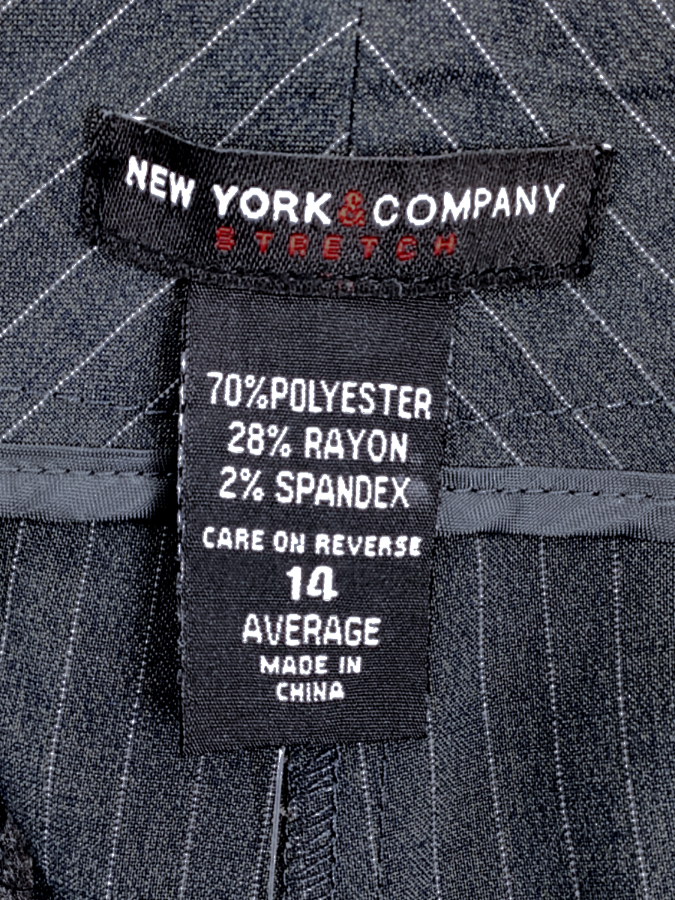 NEW YORK & COMPANY
STRETCH
70%POLYESTER
28% RAYON
2% SPANDEX
CARE ON REVERSE
14
AVERAGE
MADE IN
CHINA